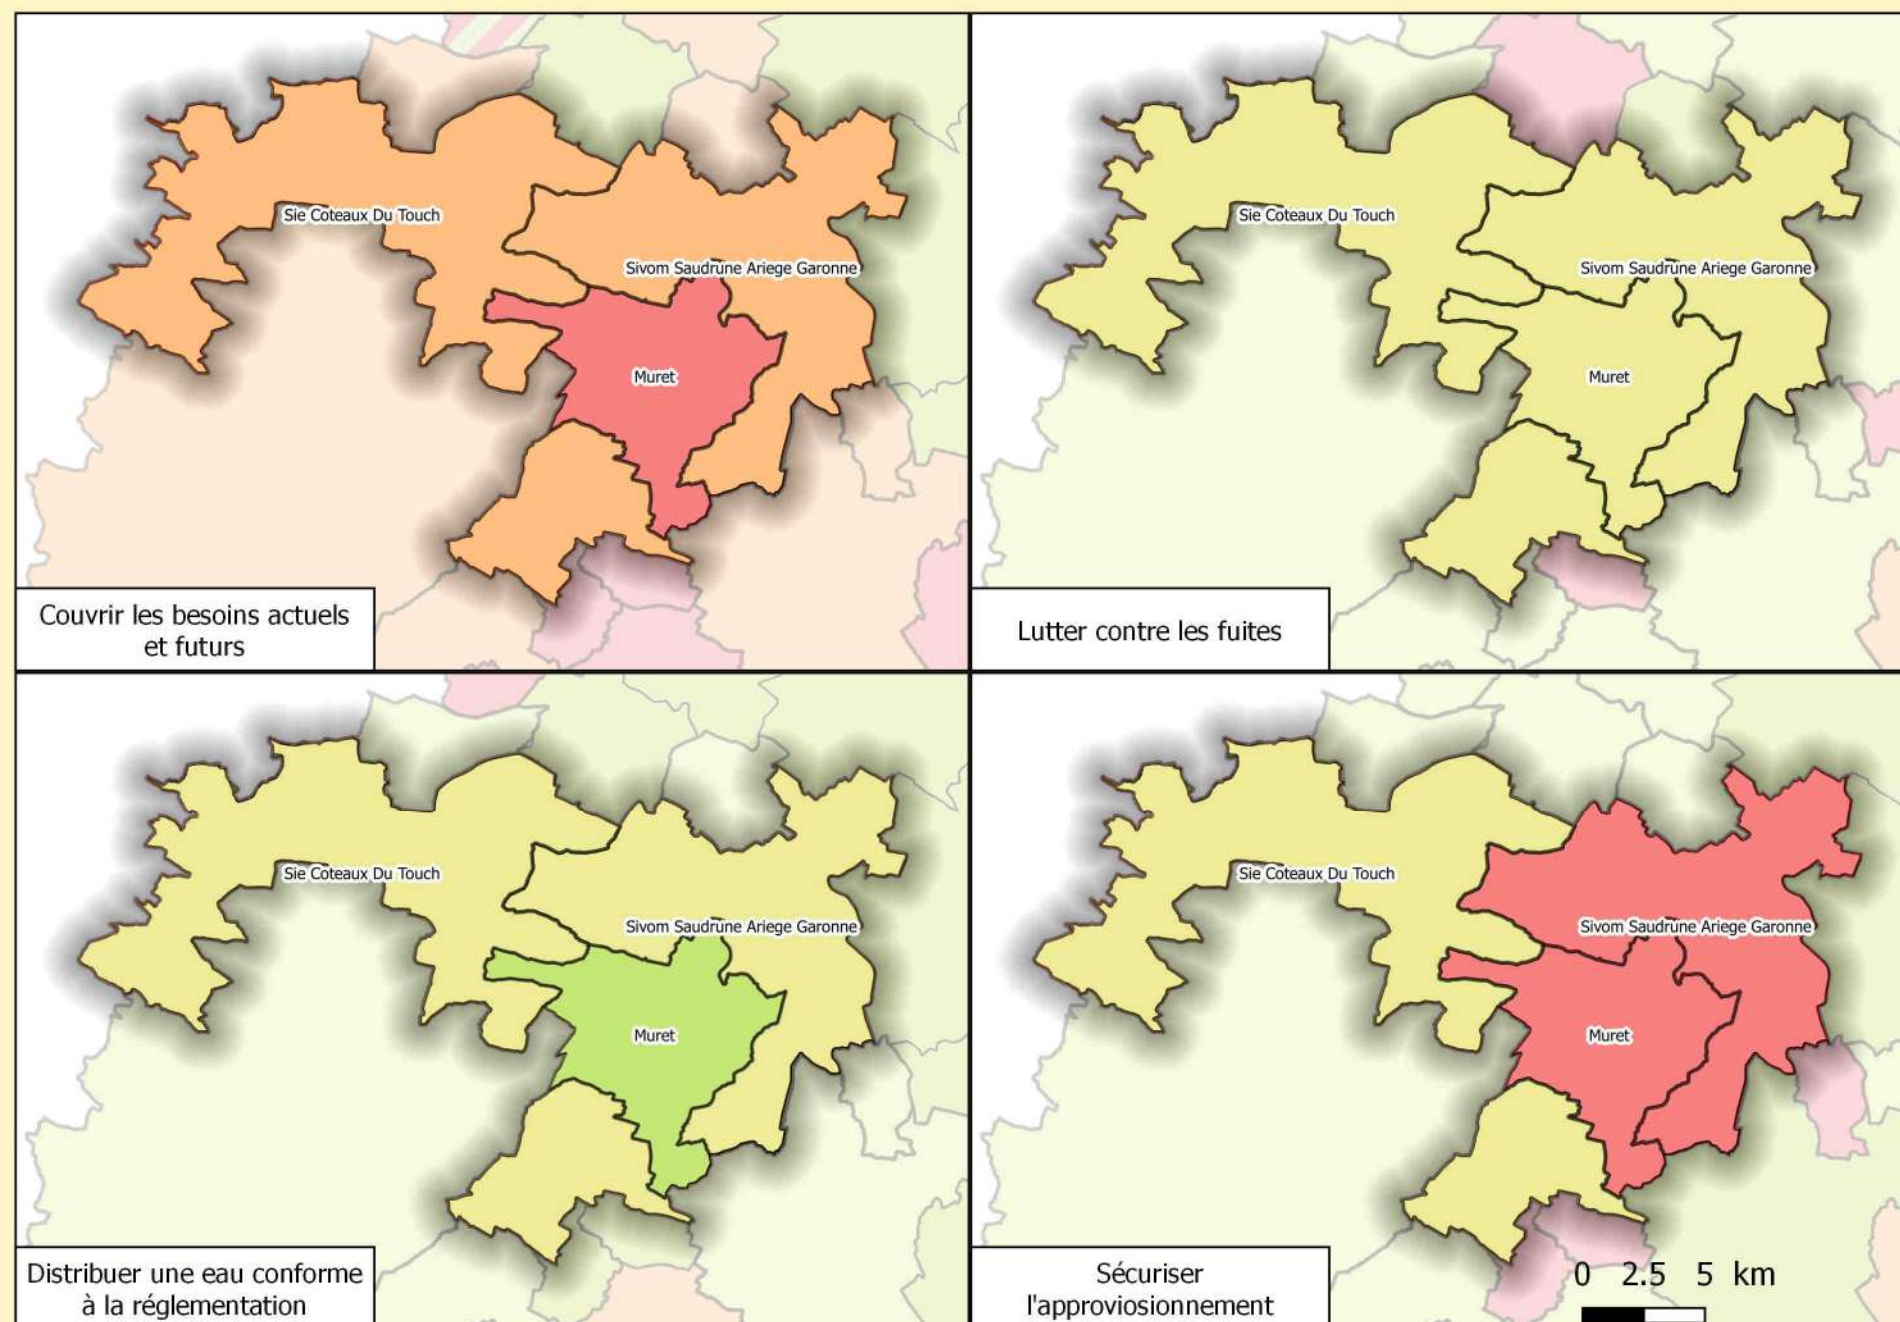 Sie Coteaux Du Touch
Sivom Saudrune Ariege Garonne
Muret
Couvrir les besoins actuels
et futurs
Sie Coteaux Du Touch
Sivom Saudrune Ariege Garonne
Muret
Lutter contre les fuites
Sie Coteaux Du Touch
Sivom Saudrune Ariege Garonne
Muret
Distribuer une eau conforme
à la réglementation
Sie Coteaux Du Touch
Sivom Saudrune Ariege Garonne
Muret
Sécuriser
l'approviosionnement
0 2.5 5 km